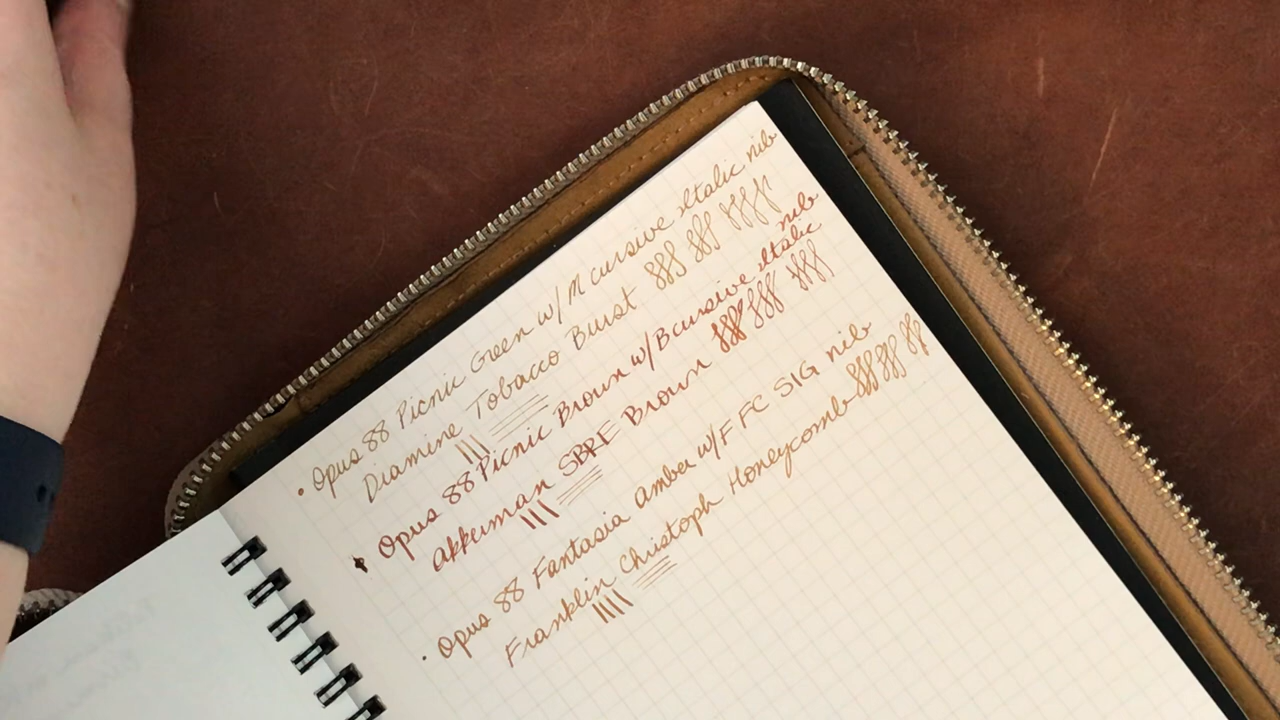 • Opus 88 Picnic Green w/ M cursive Italic nib
Diamine Tobacco Burst
• Opus 88 Picnic Brown w/ B cursive Italic nib
Akkerman SBRE Brown
• Opus 88 Fantasia amber w/ F FC SIG nib
Franklin Christoph Honeycomb